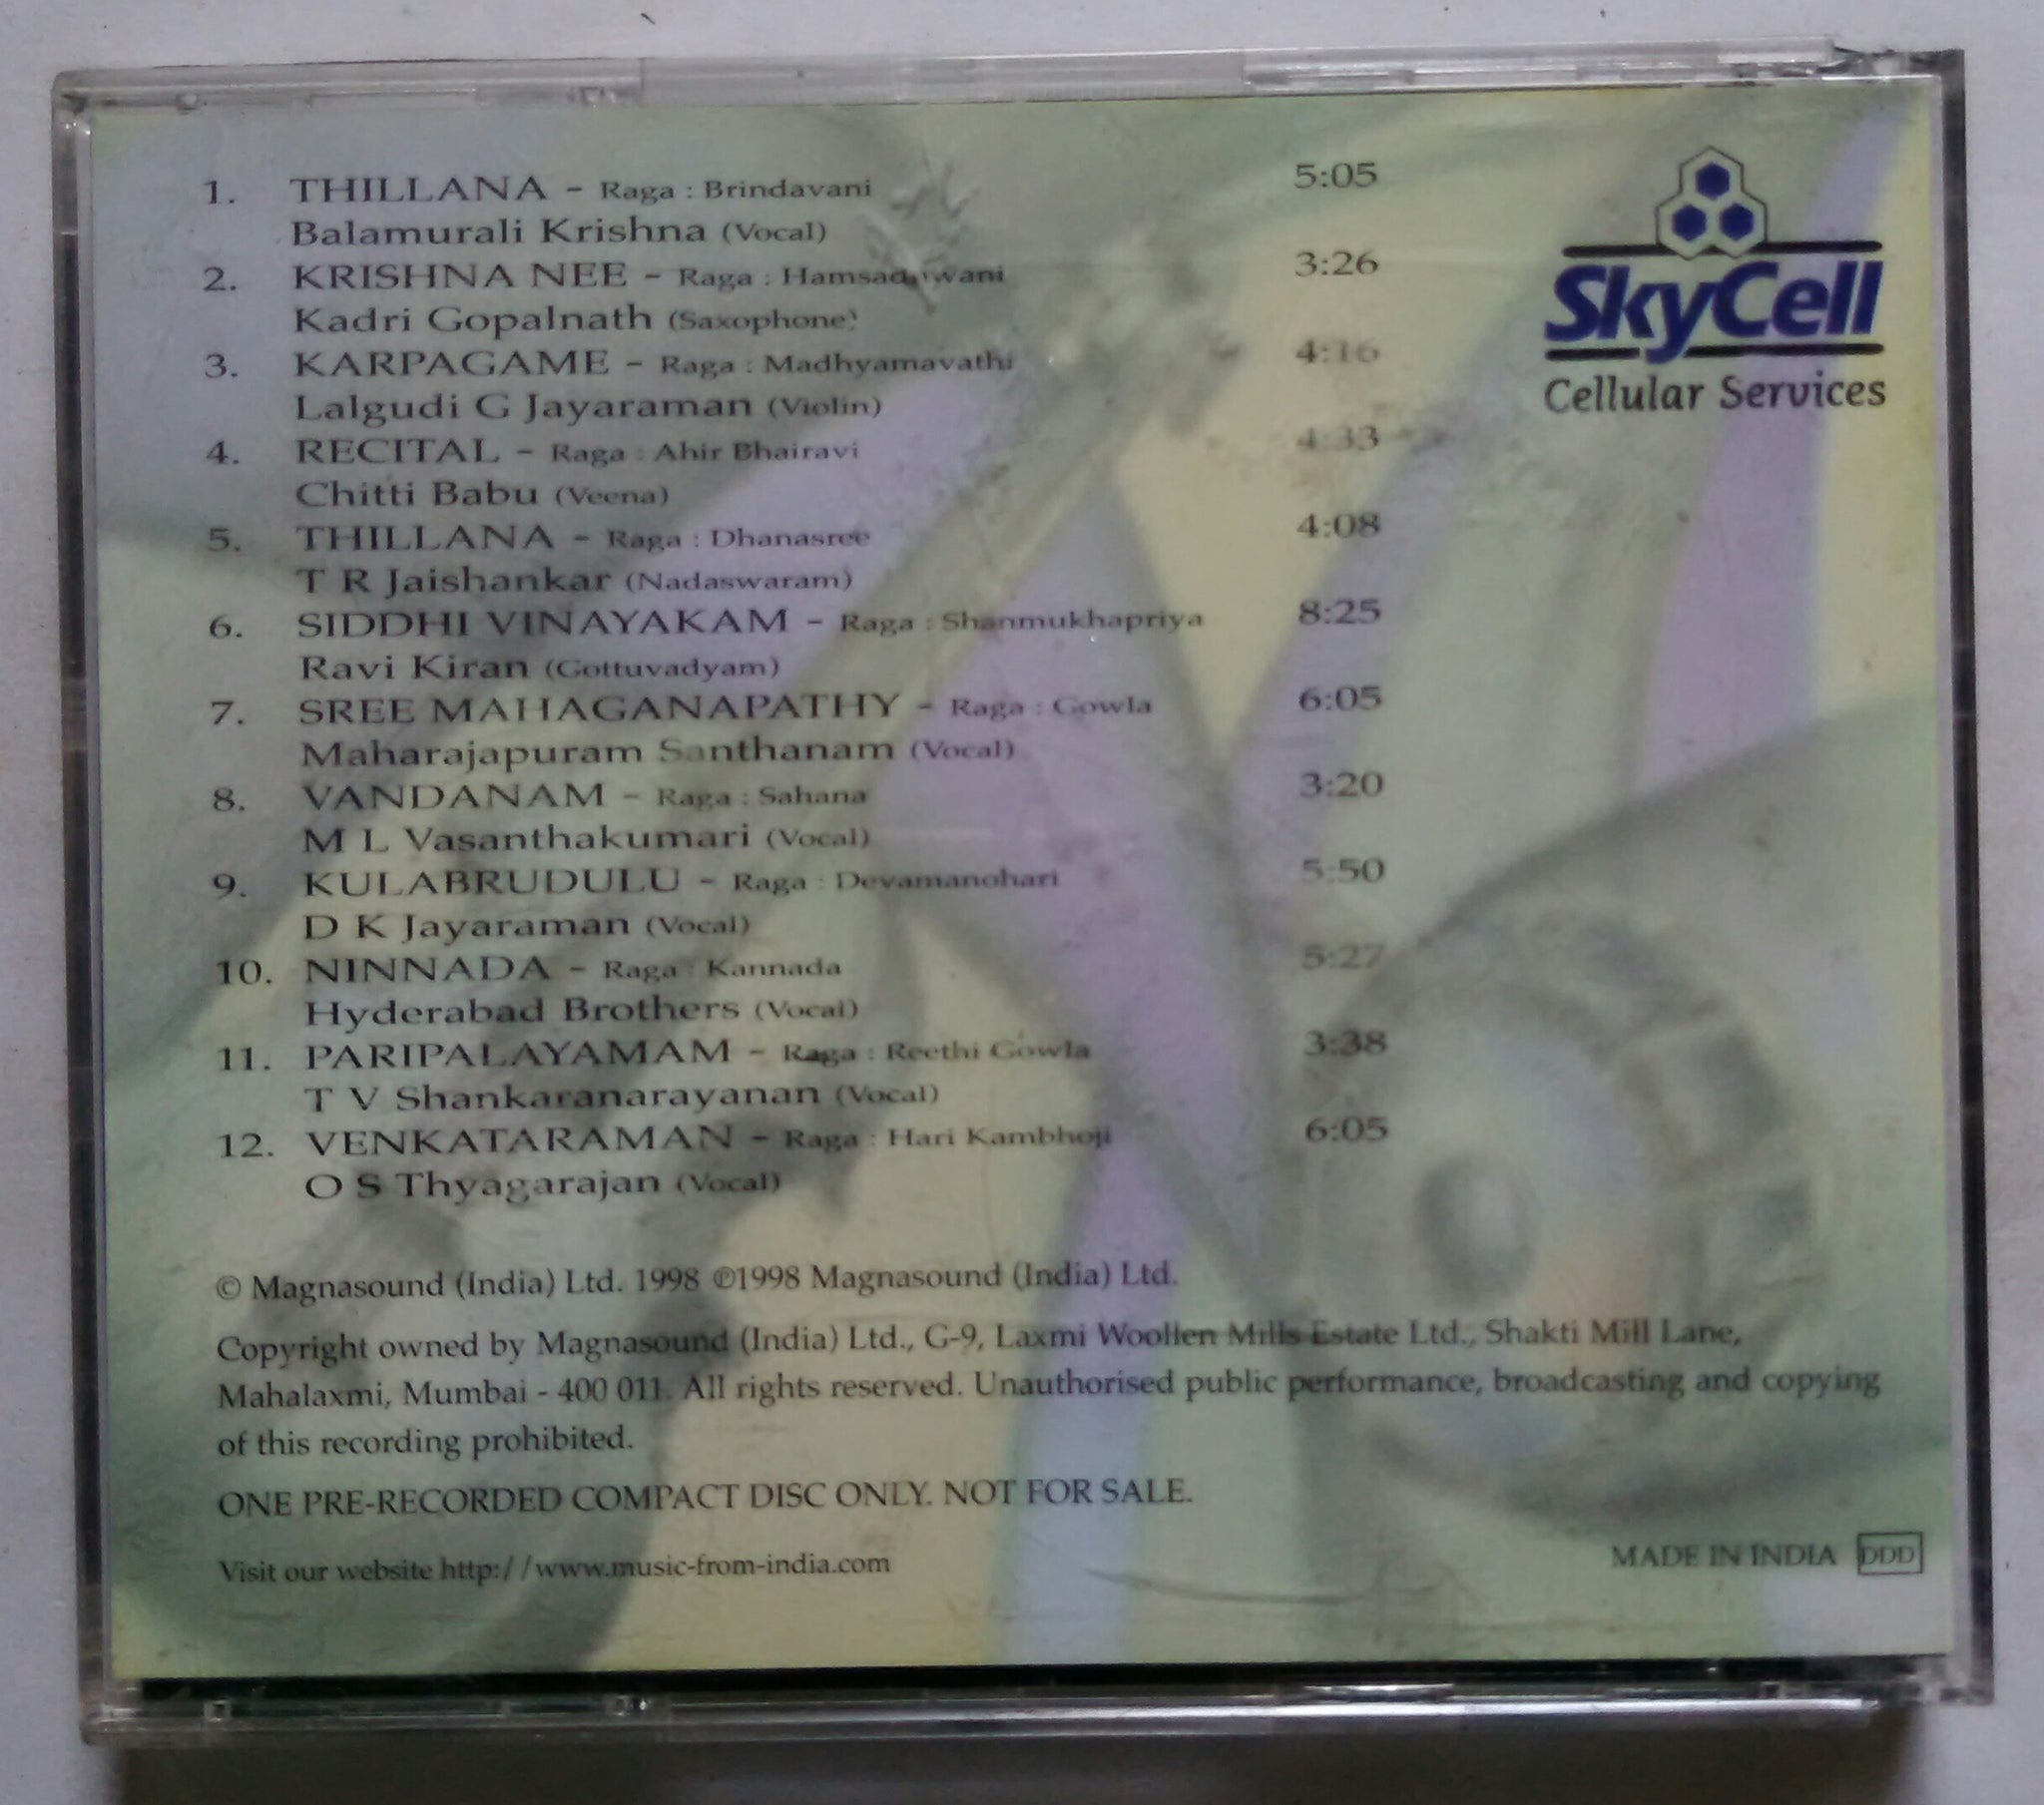 1. THILLANA – Raga : Brindavani 5:05
Balamurali Krishna (Vocal)
2. KRISHNA NEE – Raga : Hamsadhwani 3:26
Kadri Gopalnath (Saxophone)
3. KARPAGAME – Raga : Madhyamavathi 4:16
Lalgudi G Jayaraman (Violin)
4. RECITAL – Raga : Ahir Bhairavi 4:33
Chitti Babu (Veena)
5. THILLANA – Raga : Dhanasree 4:08
T R Jaishankar (Nadaswaram)
6. SIDDHI VINAYAKAM – Raga : Shanmukhapriya 8:25
Ravi Kiran (Gottuvadyam)
7. SREE MAHAGANAPATHY – Raga : Gowla 6:05
Maharajapuram Santhanam (Vocal)
8. VANDANAM – Raga : Sahana 3:20
M L Vasanthakumari (Vocal)
9. KULABRUDULU – Raga : Devamanohari 5:50
D K Jayaraman (Vocal)
10. NINNADA – Raga : Kannada 5:27
Hyderabad Brothers (Vocal)
11. PARIPALAYAMAM – Raga : Reethi Gowla 3:38
T V Shankaranarayanan (Vocal)
12. VENKATARAMAN – Raga : Hari Kambhoji 6:05
O S Thyagarajan (Vocal)
SkyCell
Cellular Services
© Magnasound (India) Ltd. 1998 ℗1998 Magnasound (India) Ltd.
Copyright owned by Magnasound (India) Ltd., G-9, Laxmi Woollen Mills Estate Ltd., Shakti Mill Lane,
Mahalaxmi, Mumbai - 400 011. All rights reserved. Unauthorised public performance, broadcasting and copying
of this recording prohibited.
ONE PRE-RECORDED COMPACT DISC ONLY. NOT FOR SALE.
Visit our website http://www.music-from-india.com
MADE IN INDIA DDD